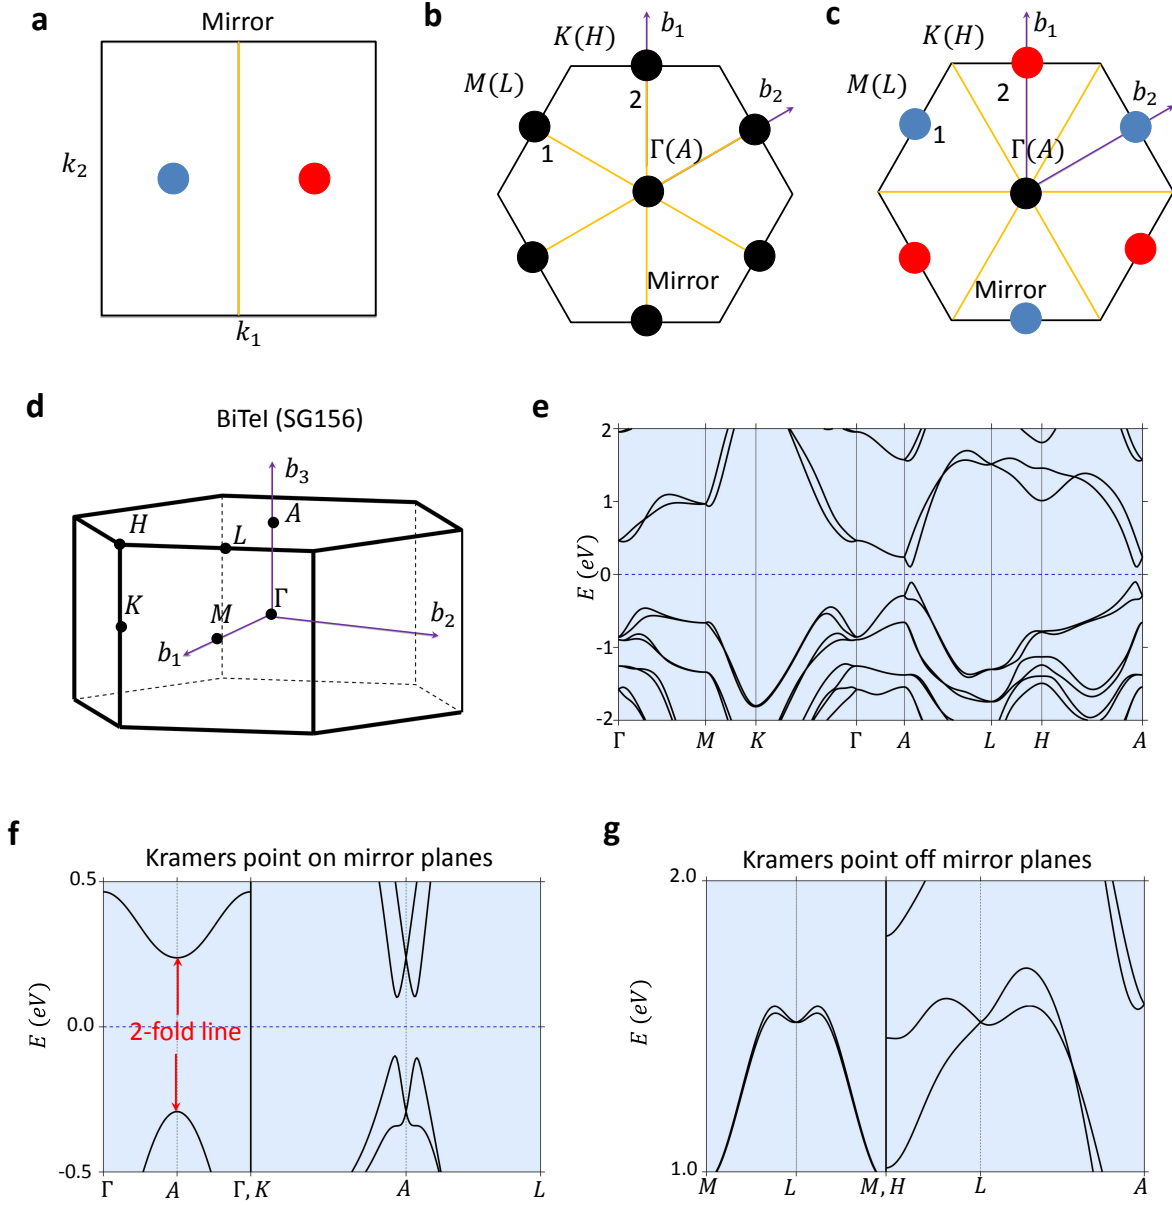 a
Mirror
k₂
k₁
b
K(H)
b₁
M(L)
2
b₂
1
Γ(A)
Mirror
c
K(H)
b₁
M(L)
2
b₂
1
Γ(A)
Mirror
d
BiTeI (SG156)
b₃
H
A
L
K
M
Γ
b₂
b₁
e
2
1
0
-1
-2
E (eV)
Γ M K Γ A L H A
f
Kramers point on mirror planes
0.5
0.0
-0.5
E (eV)
2-fold line
Γ A Γ, K A L
g
Kramers point off mirror planes
2.0
1.0
E (eV)
M L M, H L A